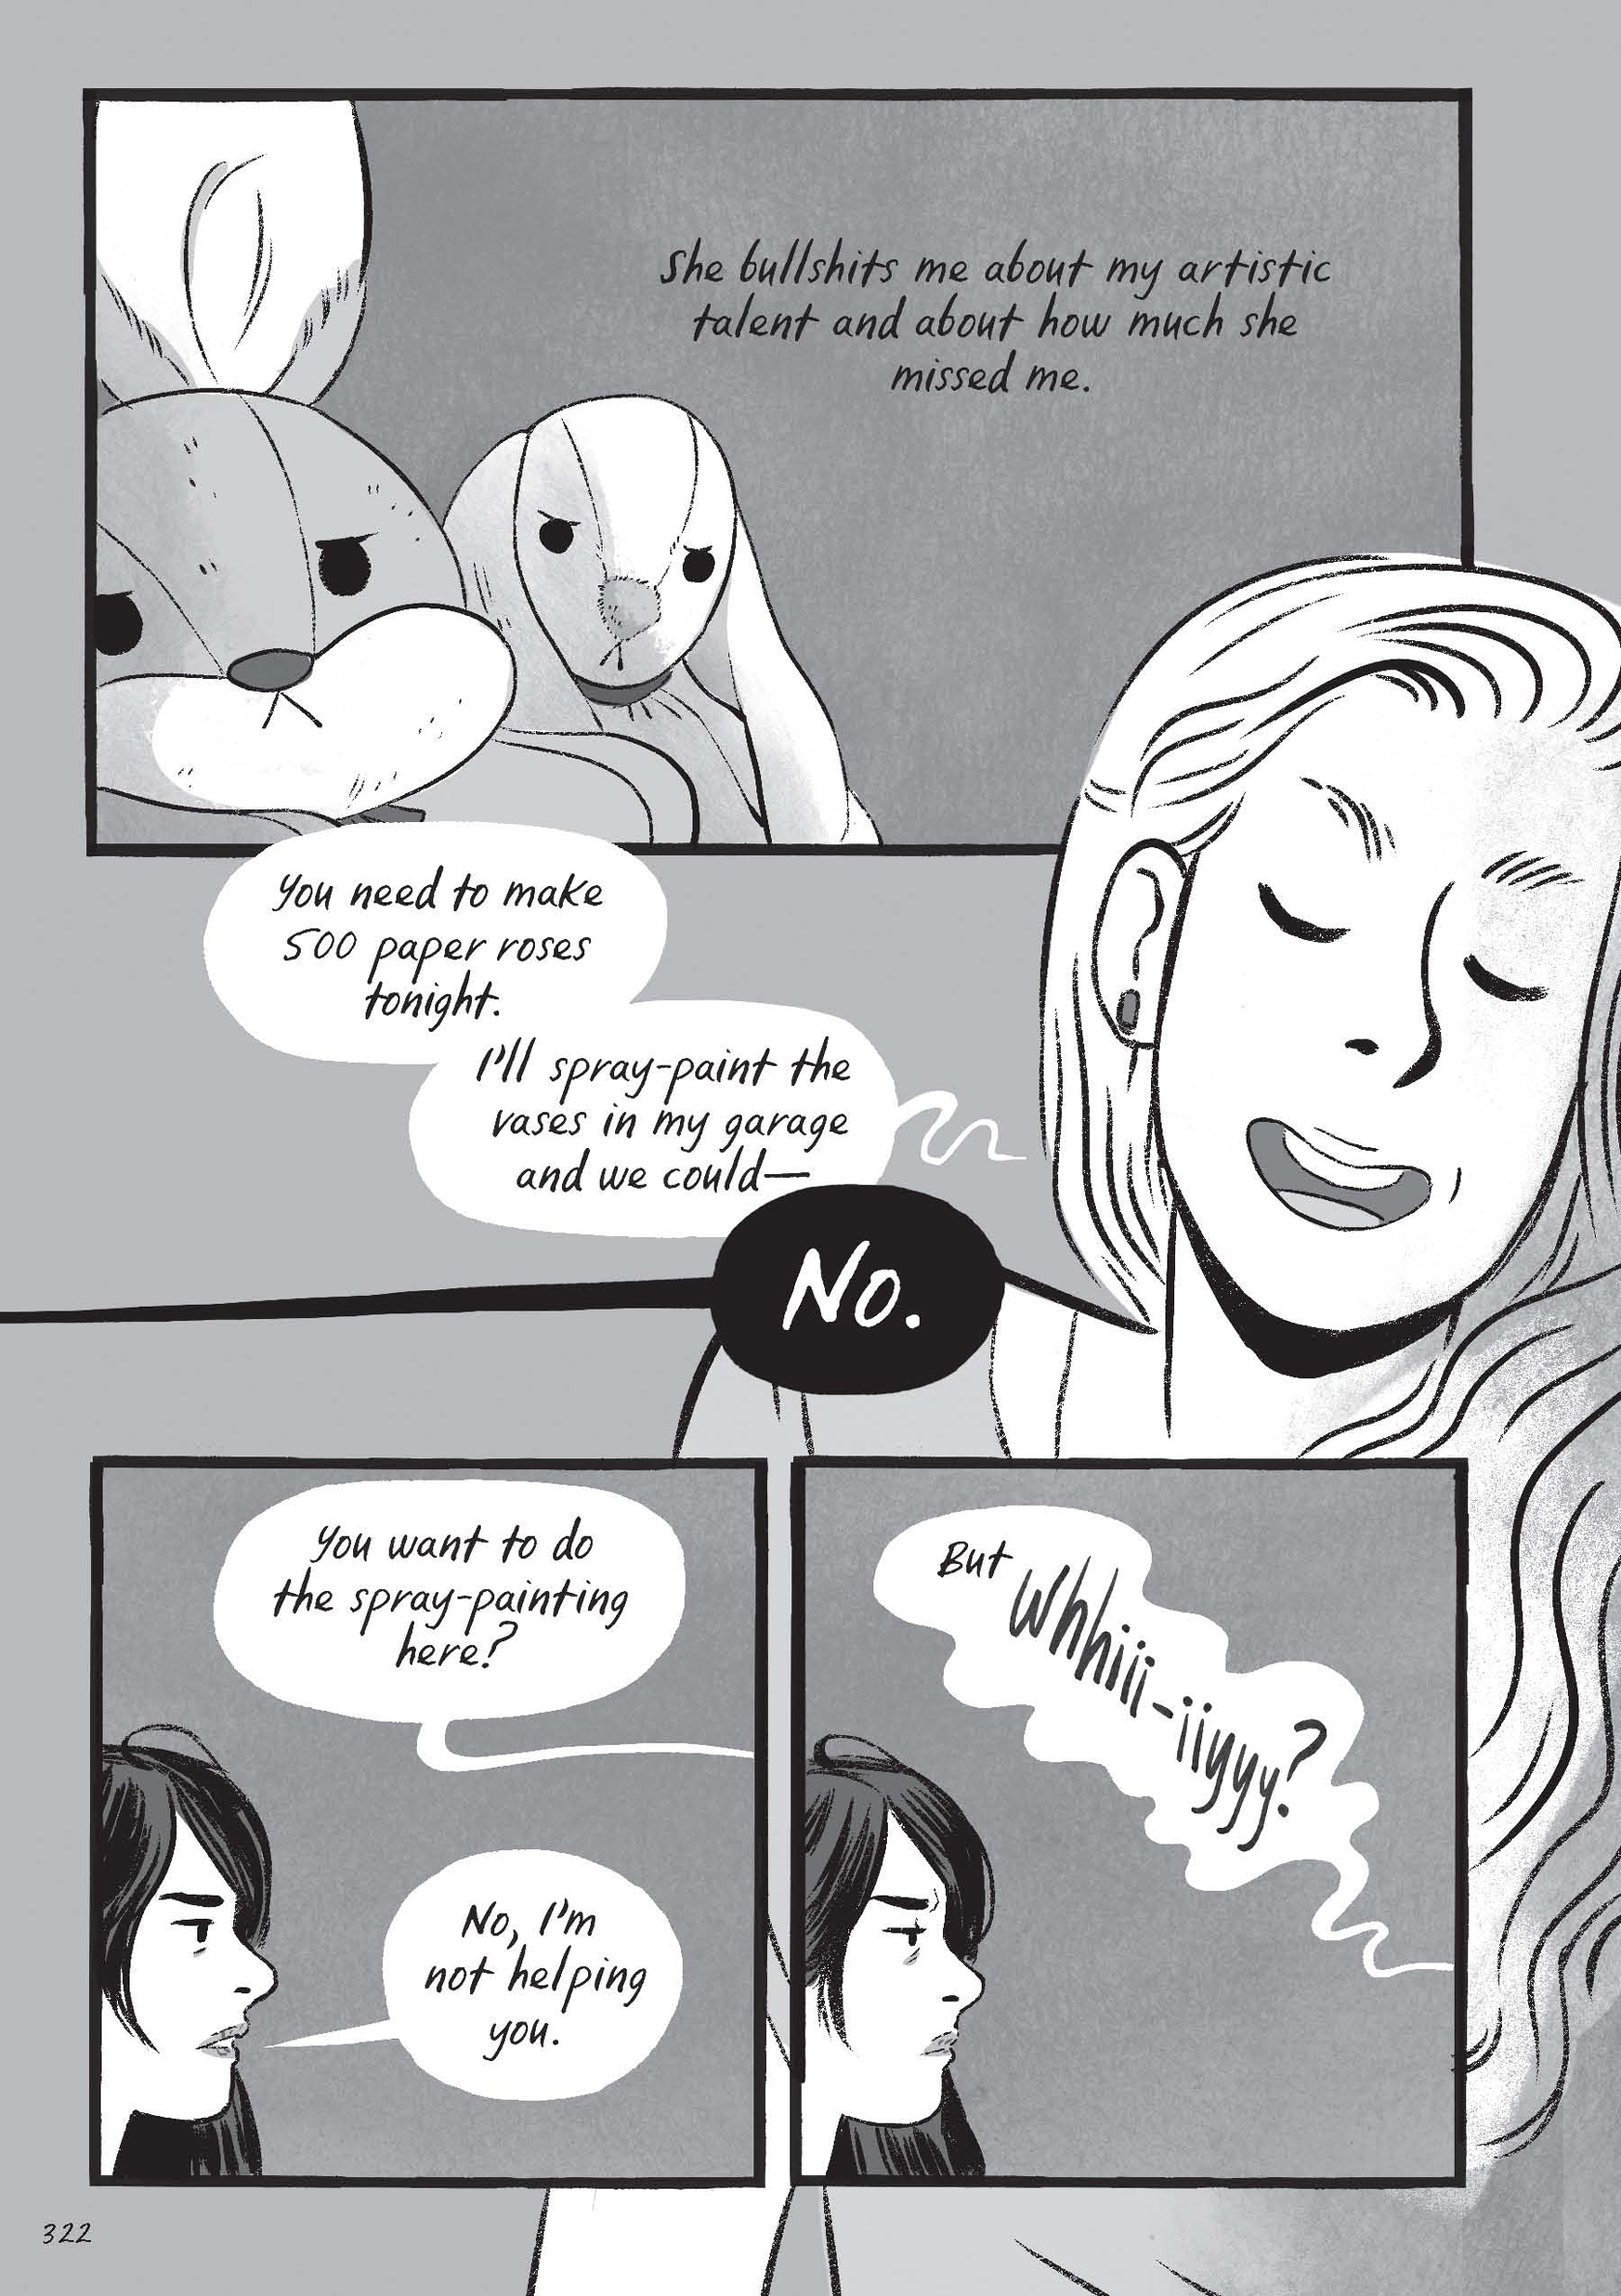 She bullshits me about my artistic
talent and about how much she
missed me.
You need to make
500 paper roses
tonight.
I'll spray-paint the
vases in my garage
and we could—
No.
You want to do
the spray-painting
here?
No, I'm
not helping
you.
But
Whhiii-iiyyy?
322